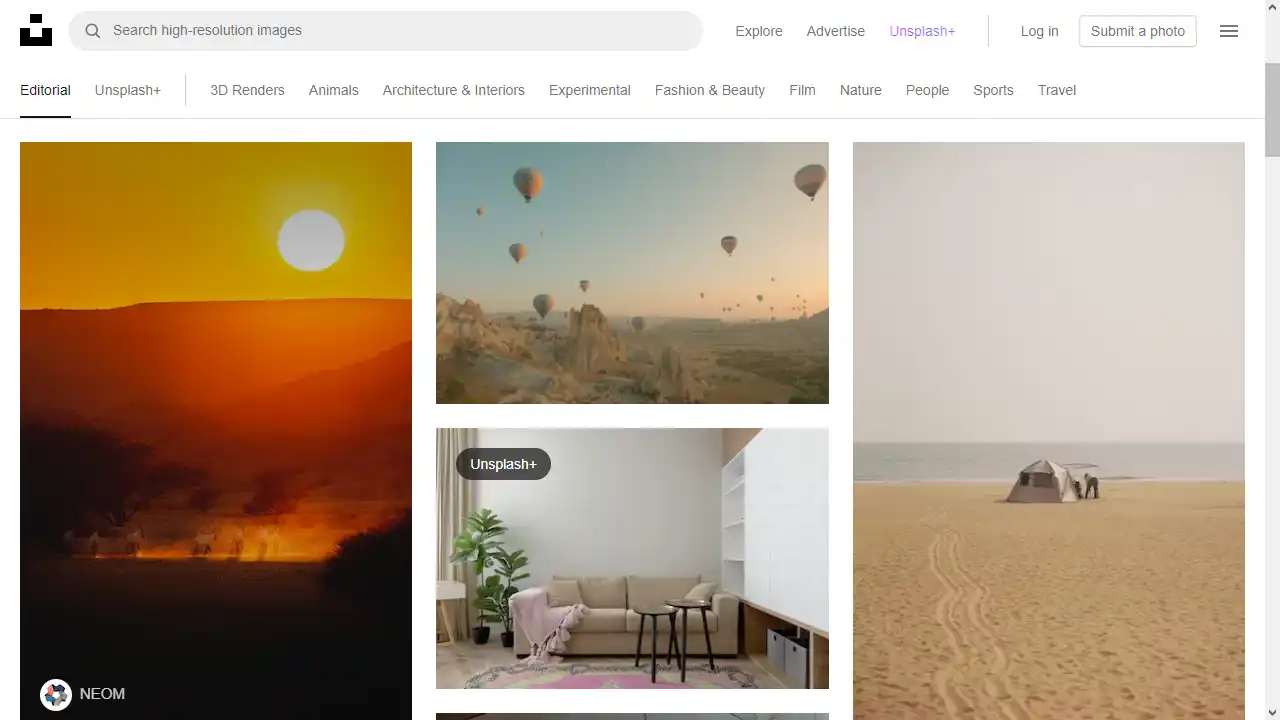 Search high-resolution images
Explore Advertise Unsplash+ Log in Submit a photo
Editorial Unsplash+ 3D Renders Animals Architecture & Interiors Experimental Fashion & Beauty Film Nature People Sports Travel
Unsplash+
NEOM